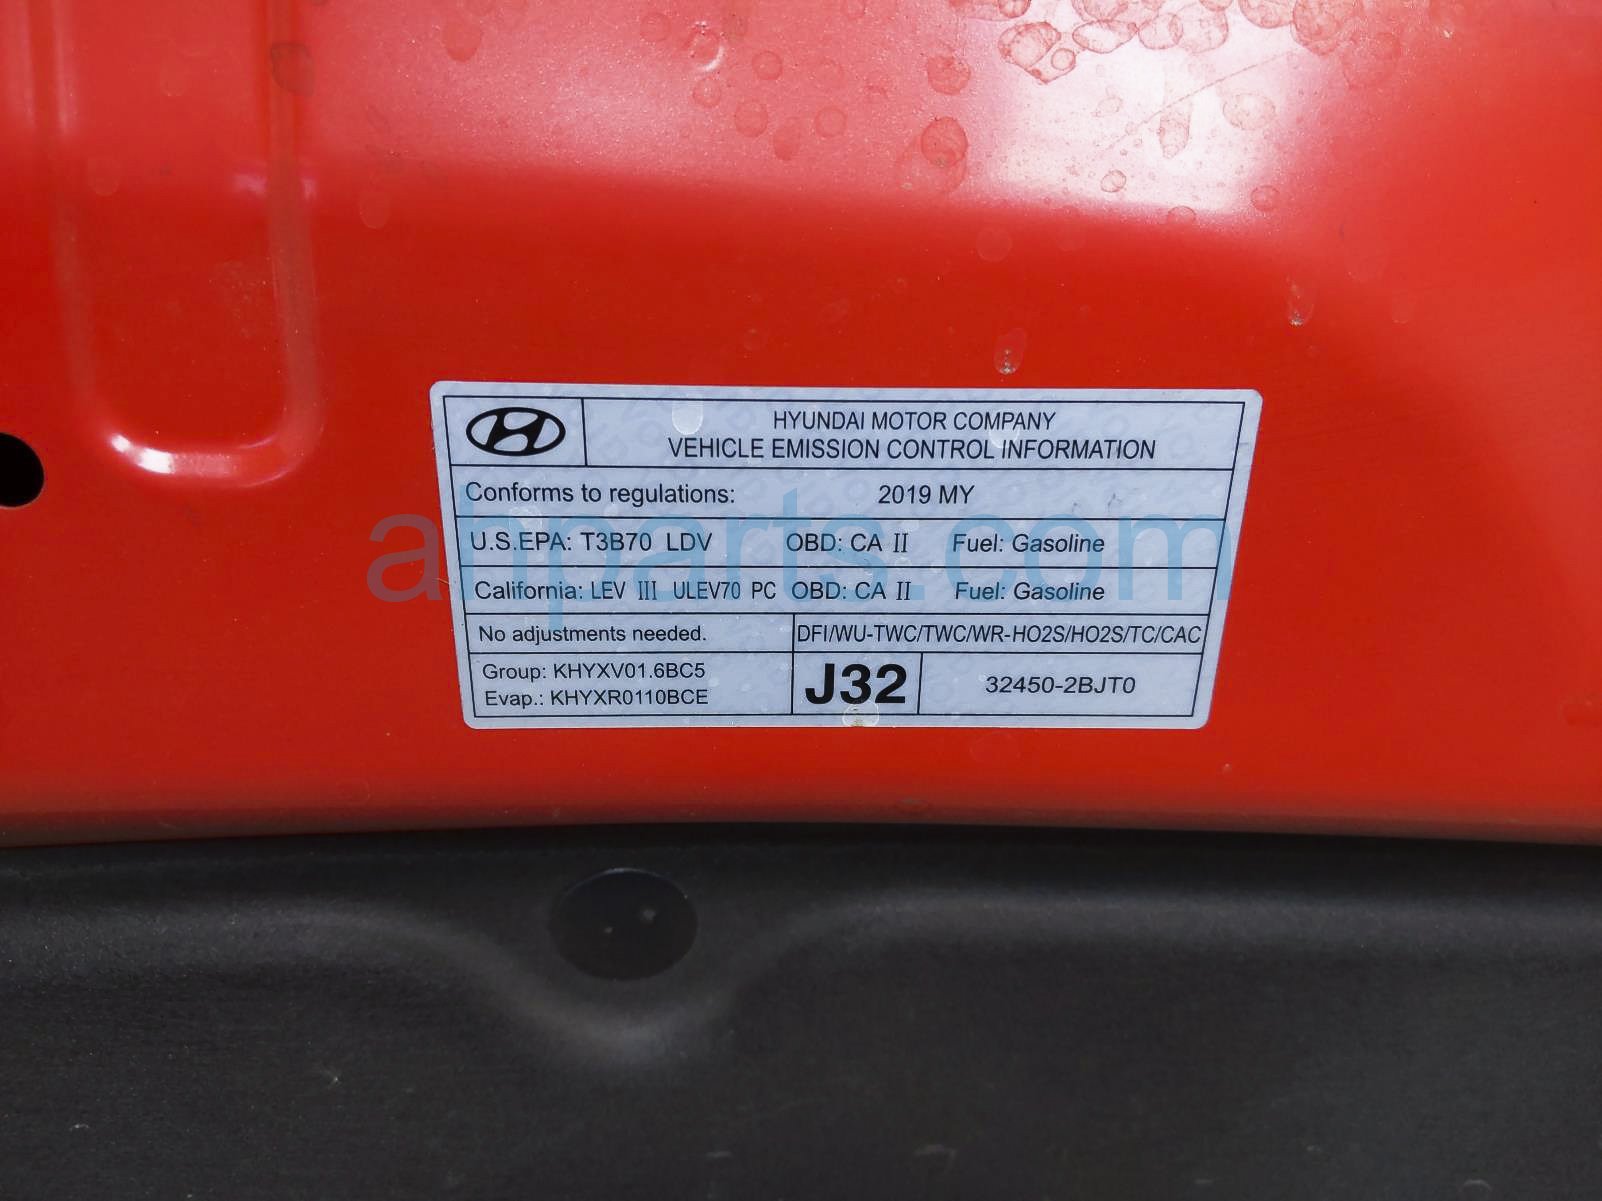 HYUNDAI MOTOR COMPANY
VEHICLE EMISSION CONTROL INFORMATION
Conforms to regulations: 2019 MY
U.S.EPA: T3B70 LDV OBD: CA II Fuel: Gasoline
California: LEV III ULEV70 PC OBD: CA II Fuel: Gasoline
No adjustments needed. DFI/WU-TWC/TWC/WR-HO2S/HO2S/TC/CAC
Group: KHYXV01.6BC5
Evap.: KHYXR0110BCE
J32
32450-2BJT0
ahparts.com